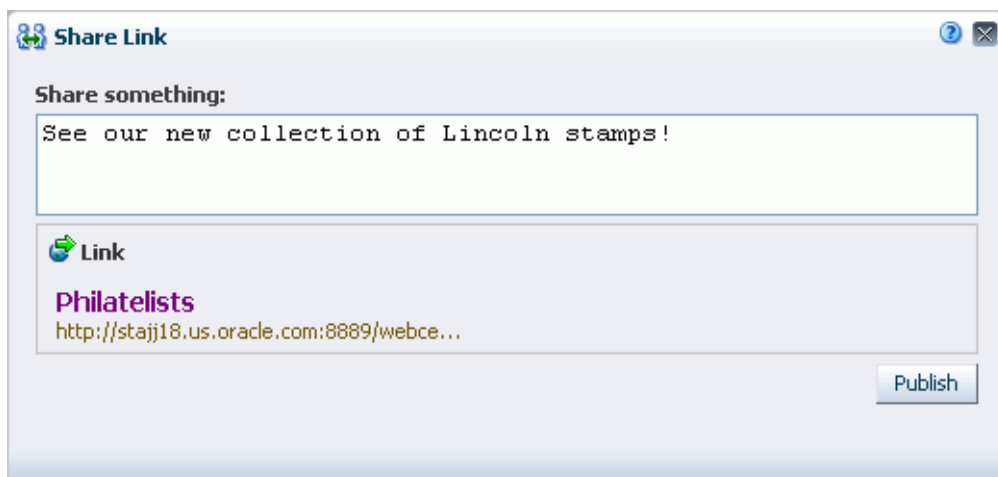 Share Link
Share something:
See our new collection of Lincoln stamps!
Link
Philatelists
http://stajj18.us.oracle.com:8889/webce...
Publish